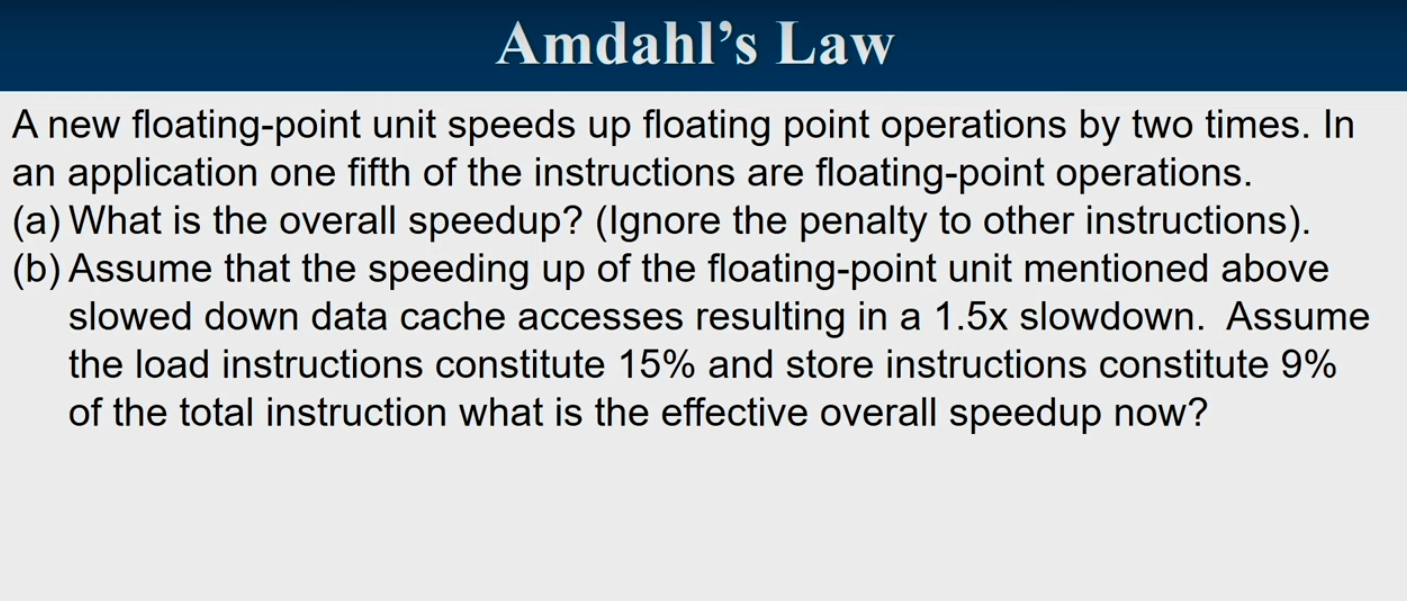 Amdahl’s Law
A new floating-point unit speeds up floating point operations by two times. In
an application one fifth of the instructions are floating-point operations.
(a) What is the overall speedup? (Ignore the penalty to other instructions).
(b) Assume that the speeding up of the floating-point unit mentioned above
slowed down data cache accesses resulting in a 1.5x slowdown. Assume
the load instructions constitute 15% and store instructions constitute 9%
of the total instruction what is the effective overall speedup now?